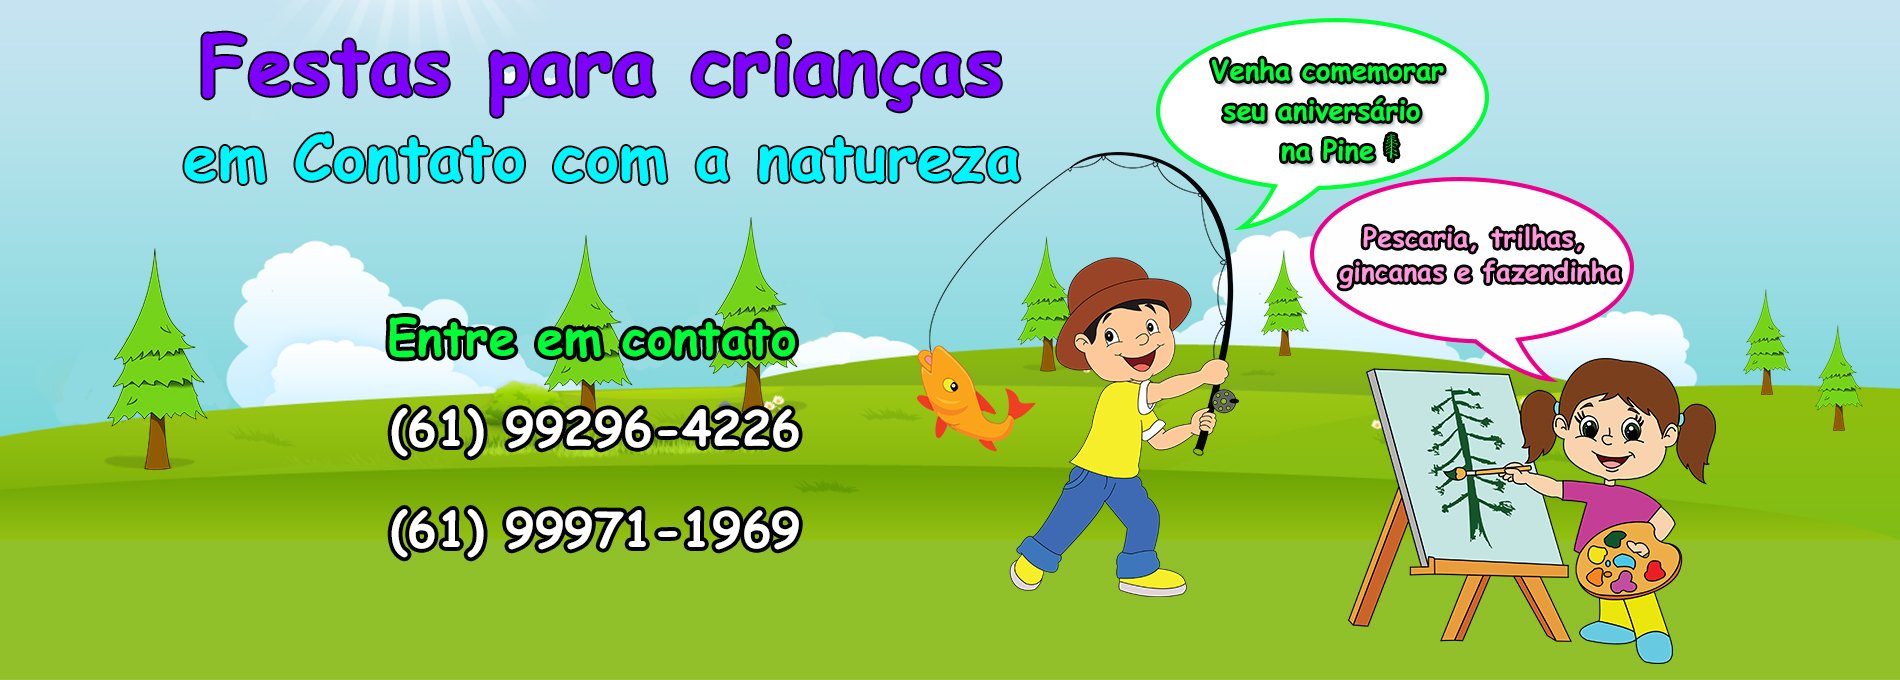 Festas para crianças
em Contato com a natureza
Venha comemorar
seu aniversário
na Pine
Pescaria, trilhas,
gincanas e fazendinha
Entre em contato
(61) 99296-4226
(61) 99971-1969